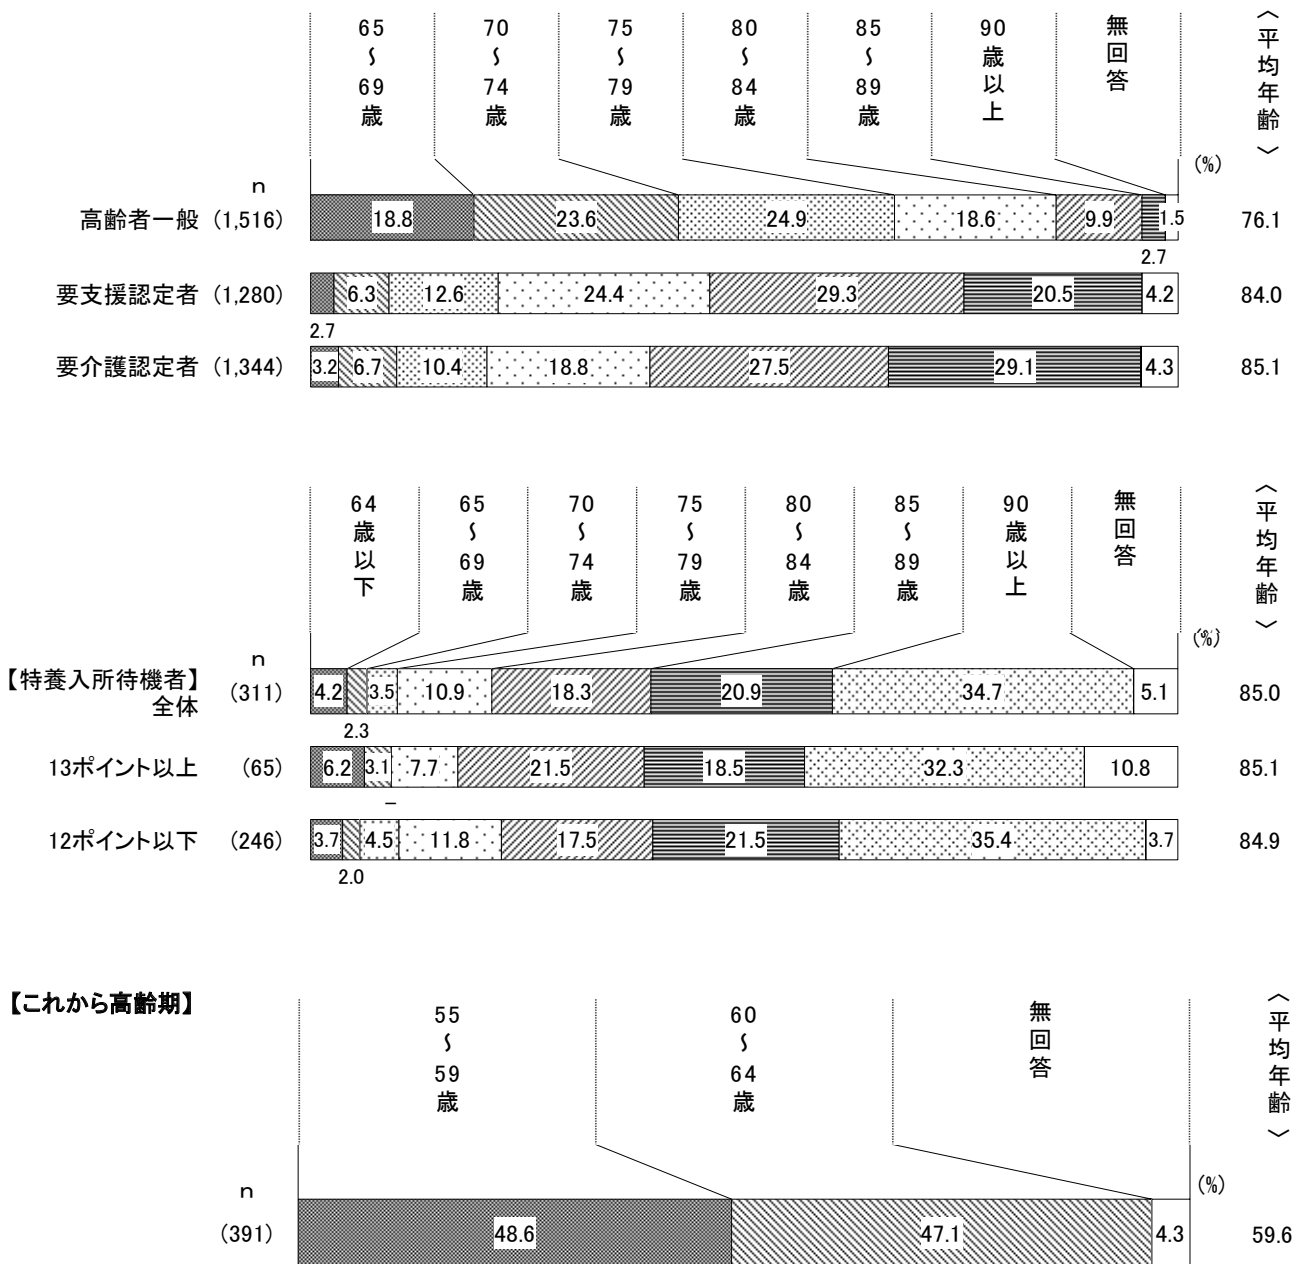 65〜69歳 70〜74歳 75〜79歳 80〜84歳 85〜89歳 90歳以上 無回答 〈平均年齢〉
(%)
n
高齢者一般 (1,516) 18.8 23.6 24.9 18.6 9.9 1.5 76.1
2.7
要支援認定者 (1,280) 6.3 12.6 24.4 29.3 20.5 4.2 84.0
2.7
要介護認定者 (1,344) 3.2 6.7 10.4 18.8 27.5 29.1 4.3 85.1
64歳以下 65〜69歳 70〜74歳 75〜79歳 80〜84歳 85〜89歳 90歳以上 無回答 〈平均年齢〉
(%)
n
【特養入所待機者】
全体 (311) 4.2 3.5 10.9 18.3 20.9 34.7 5.1 85.0
2.3
13ポイント以上 (65) 6.2 3.1 7.7 21.5 18.5 32.3 10.8 85.1
–
12ポイント以下 (246) 3.7 4.5 11.8 17.5 21.5 35.4 3.7 84.9
2.0
【これから高齢期】
55〜59歳 60〜64歳 無回答 〈平均年齢〉
(%)
n
(391) 48.6 47.1 4.3 59.6